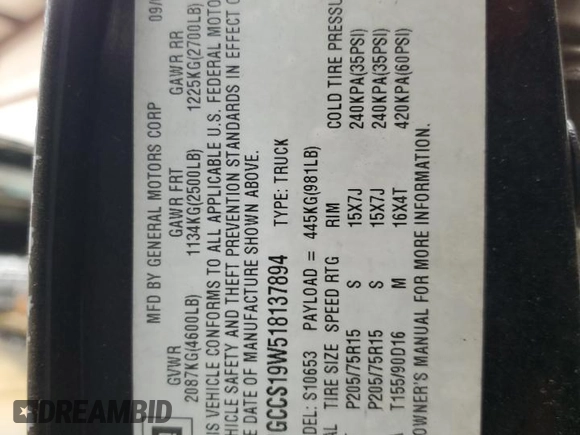 MFD BY GENERAL MOTORS CORP 09/
GVWR GAWR FRT GAWR RR
2087KG(4600LB) 1134KG(2500LB) 1225KG(2700LB)
IS VEHICLE CONFORMS TO ALL APPLICABLE U.S. FEDERAL MOTO
HICLE SAFETY AND THEFT PREVENTION STANDARDS IN EFFECT O
E DATE OF MANUFACTURE SHOWN ABOVE.
GCCS19W518137894 TYPE: TRUCK
DEL: S10653 PAYLOAD = 445KG(981LB)
TIRE SIZE SPEED RTG RIM COLD TIRE PRESSU
P205/75R15 S 15X7J 240KPA(35PSI)
P205/75R15 S 15X7J 240KPA(35PSI)
T155/90D16 M 16X4T 420KPA(60PSI)
OWNER'S MANUAL FOR MORE INFORMATION.
DREAMBID